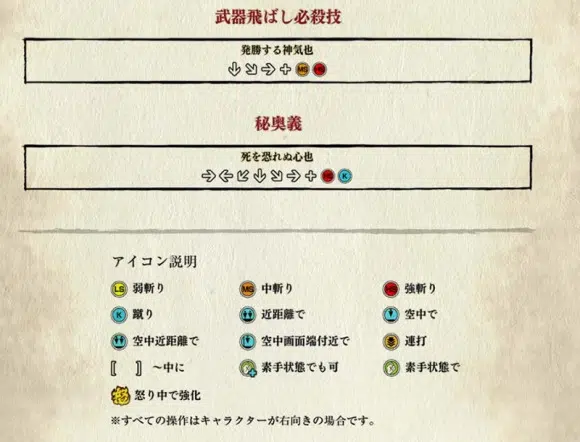 武器飛ばし必殺技
発勝する神気也
↓↘→+MS HS
秘奥義
死を恐れぬ心也
→←↙↓↘→+HS K
アイコン説明
LS 弱斬り MS 中斬り HS 強斬り
K 蹴り 近距離で 空中で
空中近距離で 空中画面端付近で 連打
[ ] ～中に 素手状態でも可 素手状態で
怒り中で強化
※すべての操作はキャラクターが右向きの場合です。